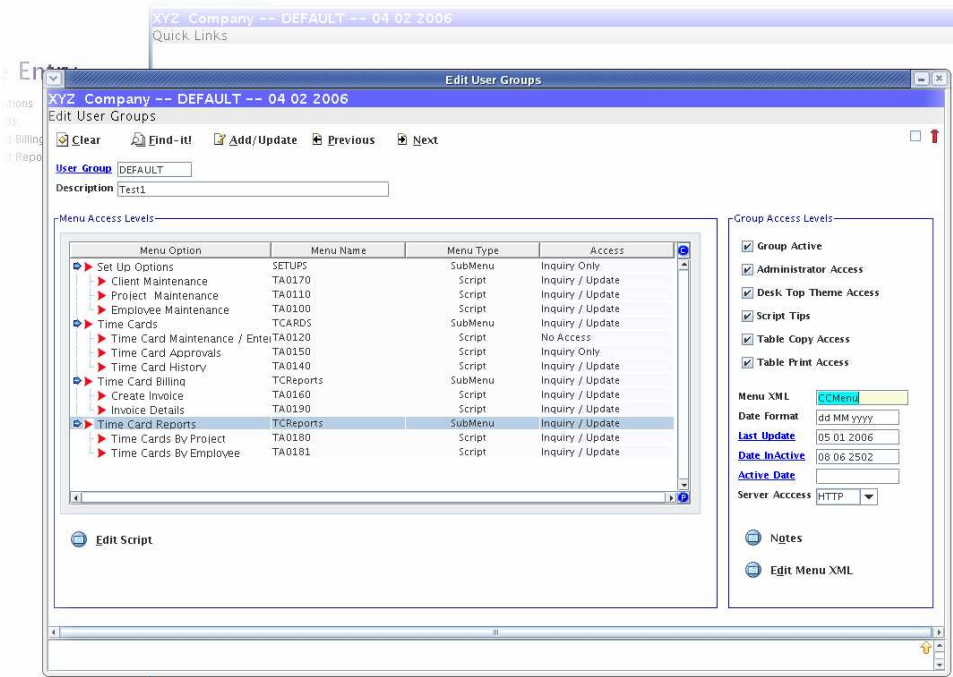 XYZ Company -- DEFAULT -- 04 02 2006
Quick Links
Edit User Groups
XYZ Company -- DEFAULT -- 04 02 2006
Edit User Groups
Clear Find-it! Add/Update Previous Next
User Group DEFAULT
Description Test1
Menu Access Levels
Menu Option Menu Name Menu Type Access
Set Up Options SETUPS SubMenu Inquiry Only
Client Maintenance TA0170 Script Inquiry / Update
Project Maintenance TA0110 Script Inquiry / Update
Employee Maintenance TA0100 Script Inquiry / Update
Time Cards TCARDS SubMenu Inquiry / Update
Time Card Maintenance / Enter TA0120 Script No Access
Time Card Approvals TA0150 Script Inquiry Only
Time Card History TA0140 Script Inquiry / Update
Time Card Billing TCReports SubMenu Inquiry / Update
Create Invoice TA0160 Script Inquiry / Update
Invoice Details TA0190 Script Inquiry / Update
Time Card Reports TCReports SubMenu Inquiry / Update
Time Cards By Project TA0180 Script Inquiry / Update
Time Cards By Employee TA0181 Script Inquiry / Update
Edit Script
Group Access Levels
Group Active
Administrator Access
Desk Top Theme Access
Script Tips
Table Copy Access
Table Print Access
Menu XML CCMenu
Date Format dd MM yyyy
Last Update 05 01 2006
Date InActive 08 06 2502
Active Date
Server Acccess HTTP
Notes
Edit Menu XML